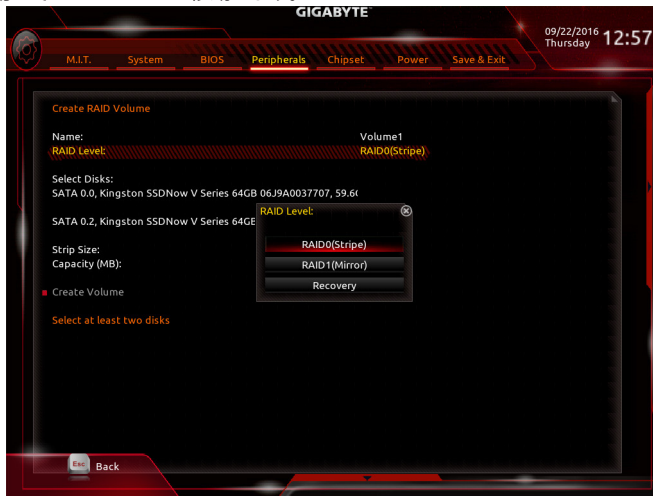 GIGABYTE™
09/22/2016 Thursday 12:57
M.I.T. System BIOS Peripherals Chipset Power Save & Exit
Create RAID Volume
Name: Volume1
RAID Level: RAID0(Stripe)
Select Disks:
SATA 0.0, Kingston SSDNow V Series 64GB 06J9A0037707, 59.6
SATA 0.2, Kingston SSDNow V Series 64G
Strip Size:
Capacity (MB):
Create Volume
Select at least two disks
RAID Level:
RAID0(Stripe)
RAID1(Mirror)
Recovery
Esc Back